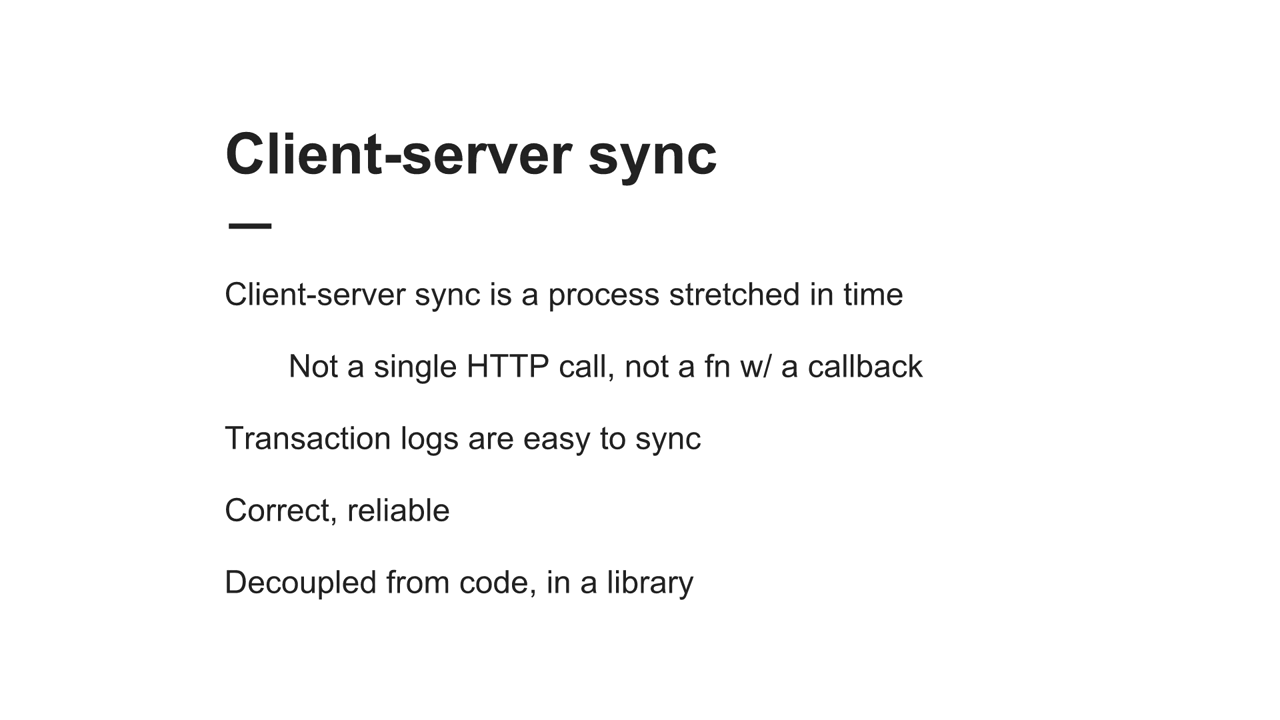 Client-server sync
Client-server sync is a process stretched in time
Not a single HTTP call, not a fn w/ a callback
Transaction logs are easy to sync
Correct, reliable
Decoupled from code, in a library